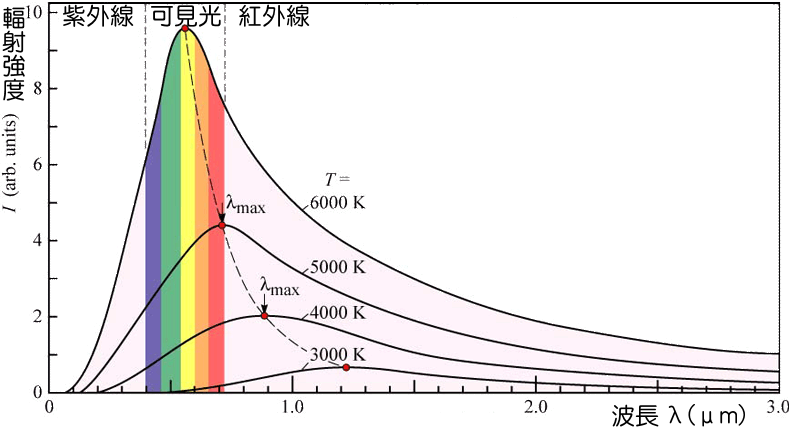 輻射強度
I (arb. units)
紫外線 可見光 紅外線
10
8
6
4
2
0
T =
6000 K
λmax
5000 K
λmax
4000 K
3000 K
0 1.0 2.0 3.0
波長 λ(μm)